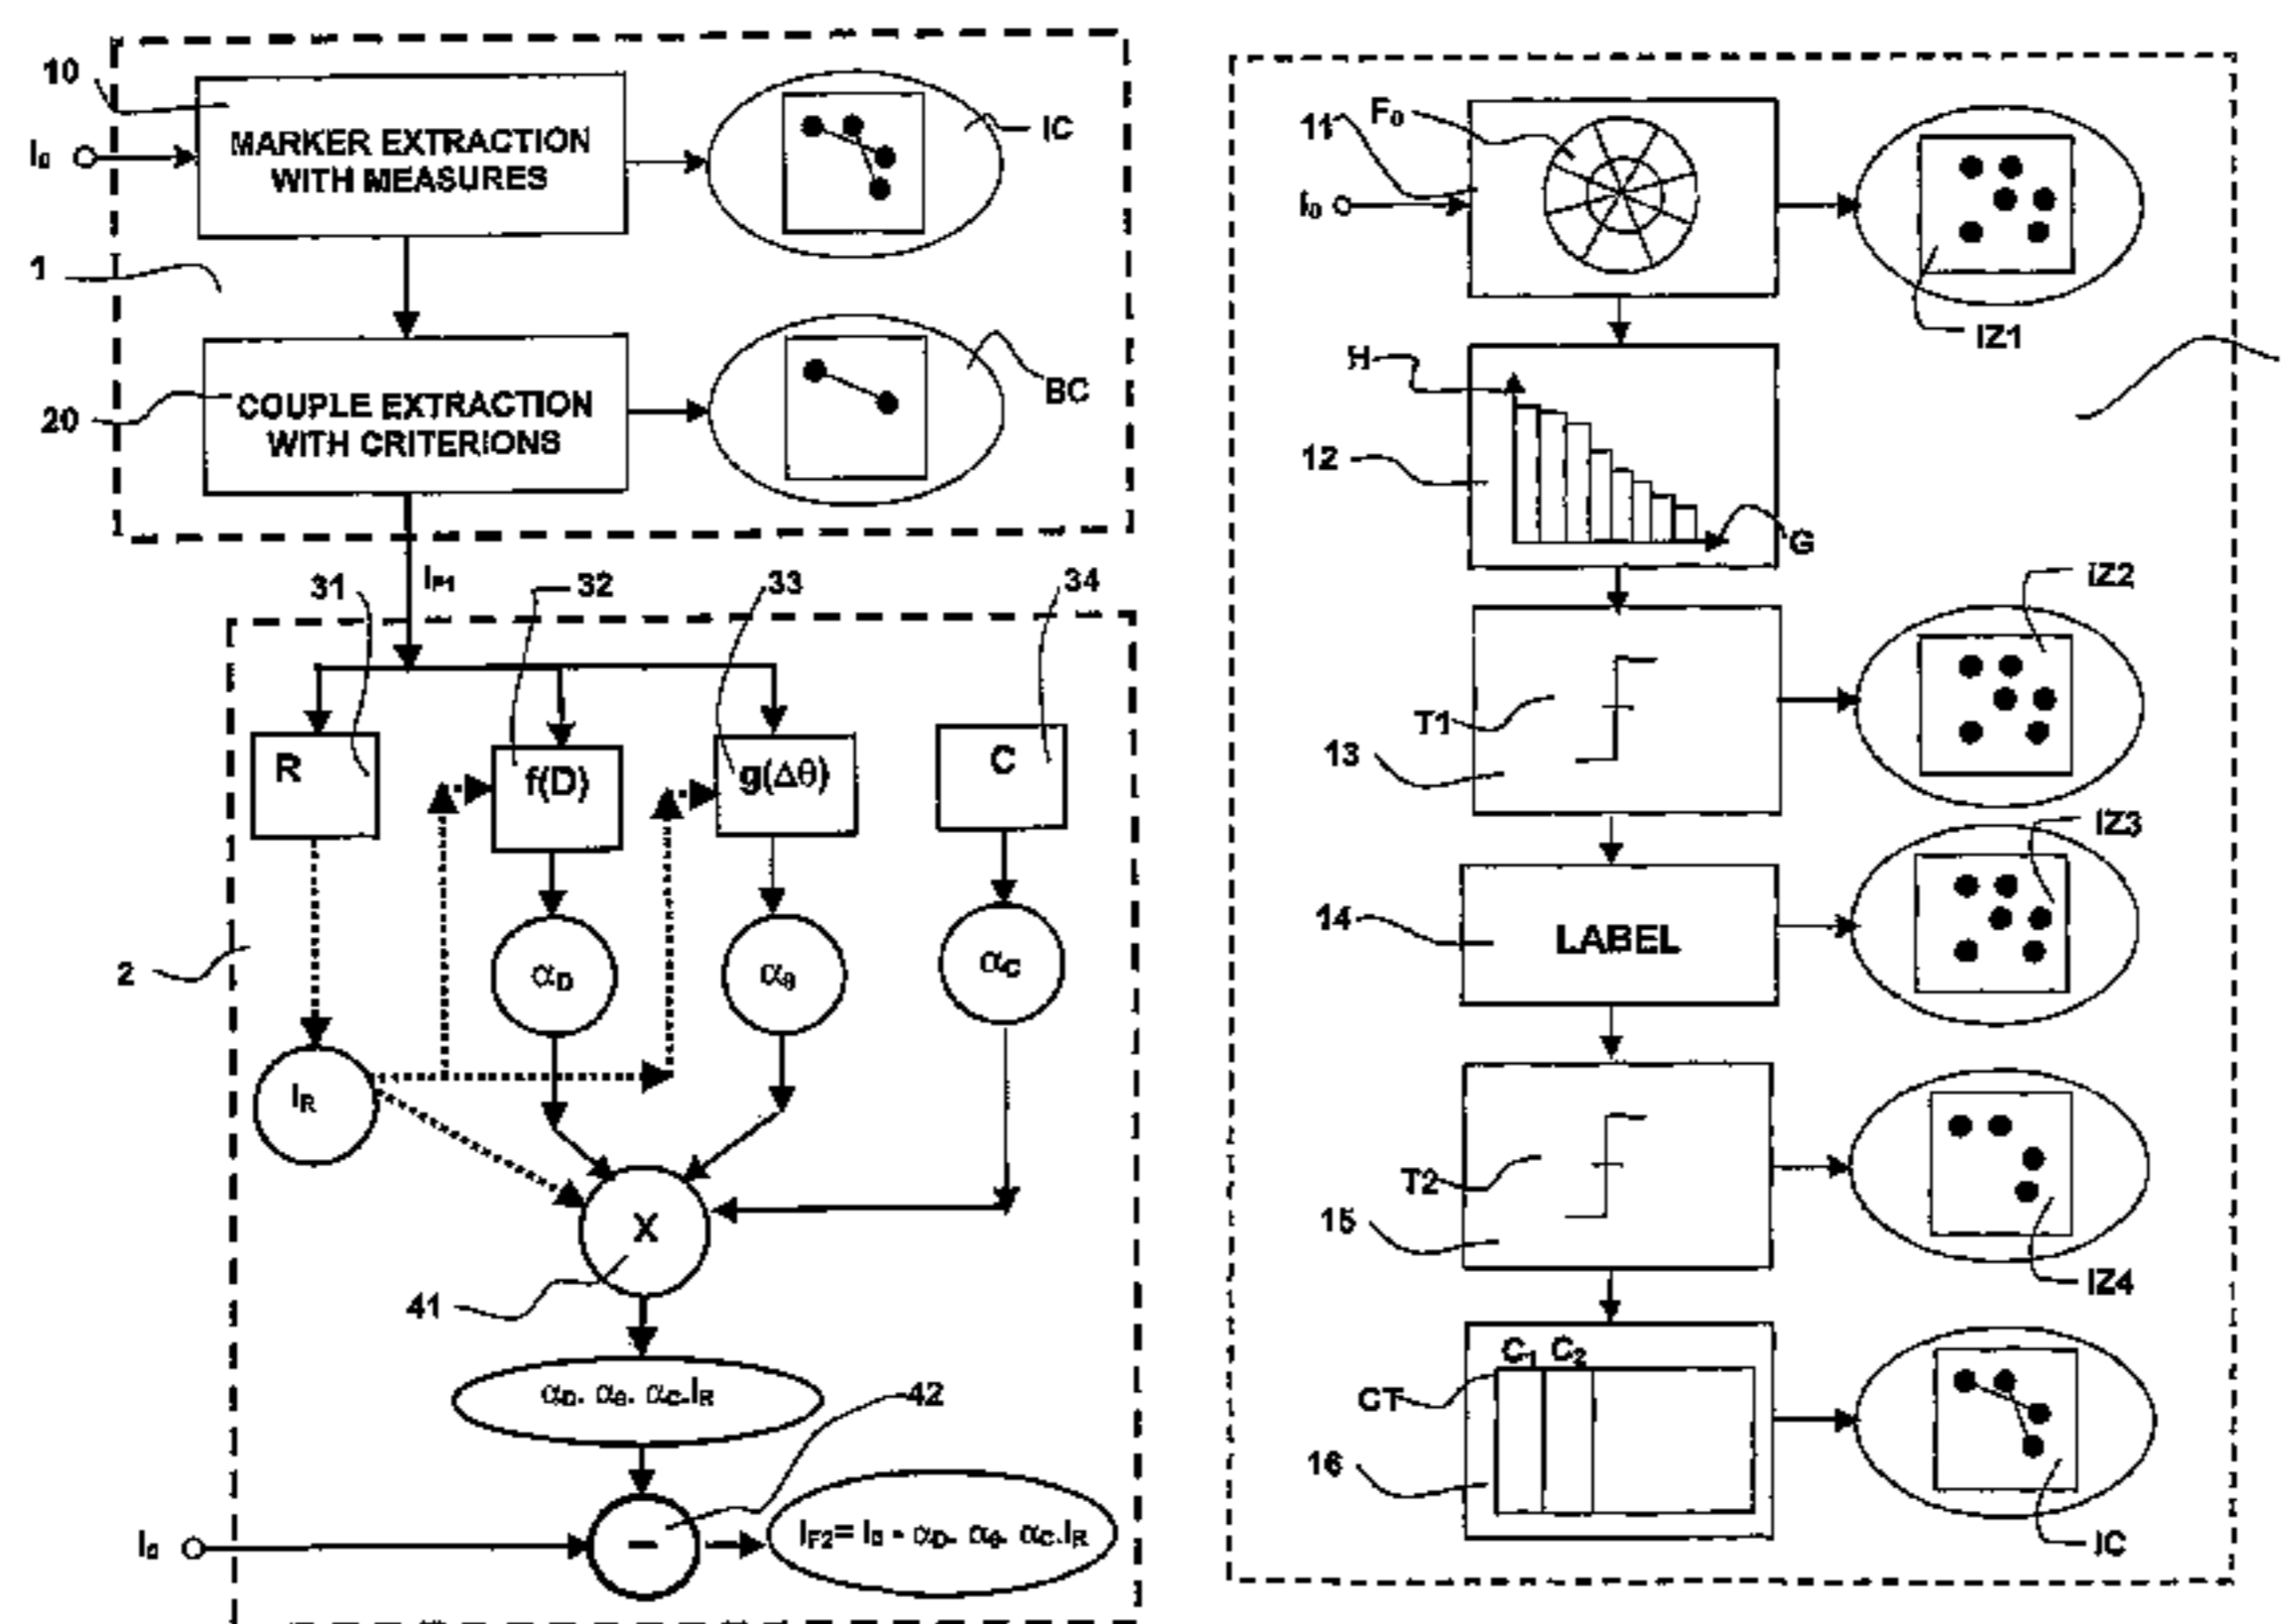 10
I₀
MARKER EXTRACTION
WITH MEASURES
IC
1
20
COUPLE EXTRACTION
WITH CRITERIONS
BC
31
32
33
34
R
f(D)
g(Δθ)
C
2
αD
αθ
αC
IR
X
41
αD. αθ. αC.IR
42
I₀
−
IF2= I₀ - αD. αθ. αC.IR
11
F₀
I₀
IZ1
H
12
G
IZ2
T1
13
IZ3
14
LABEL
T2
15
IZ4
C₁ C₂
CT
16
IC